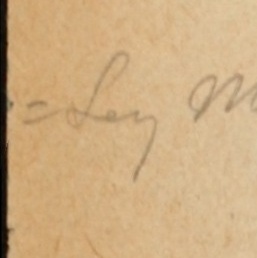 = Ley M